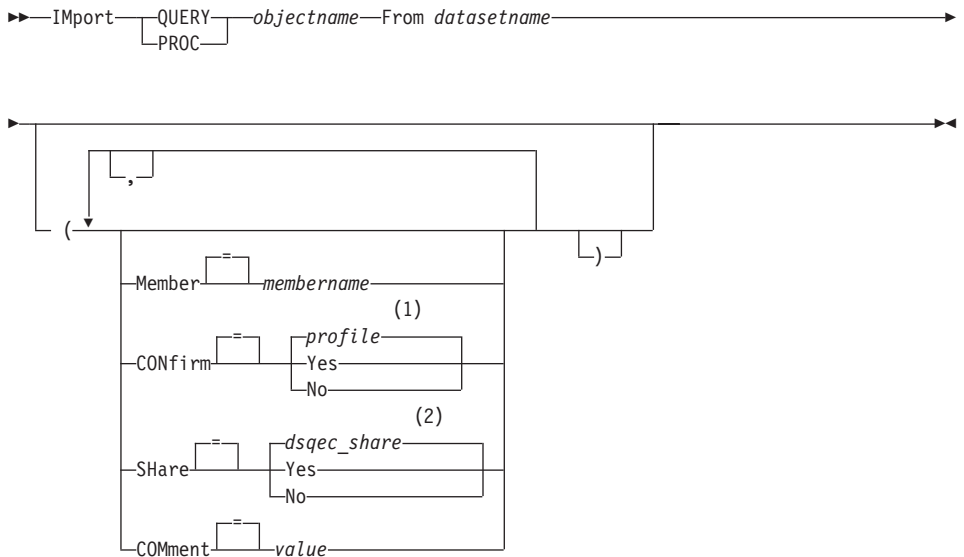 IMport QUERY objectname From datasetname
PROC
,
( )
=
Member membername
(1)
= profile
CONfirm Yes
No
(2)
= dsqec_share
SHare Yes
No
=
COMment value